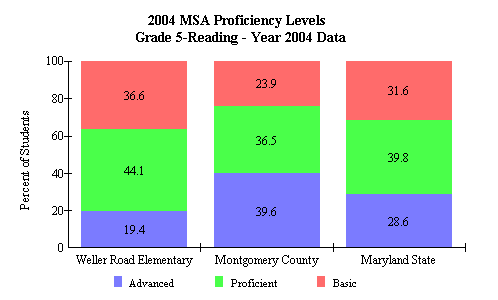 2004 MSA Proficiency Levels
Grade 5-Reading - Year 2004 Data
Percent of Students
100
80
60
40
20
0
36.6
44.1
19.4
23.9
36.5
39.6
31.6
39.8
28.6
Weller Road Elementary
Montgomery County
Maryland State
Advanced
Proficient
Basic